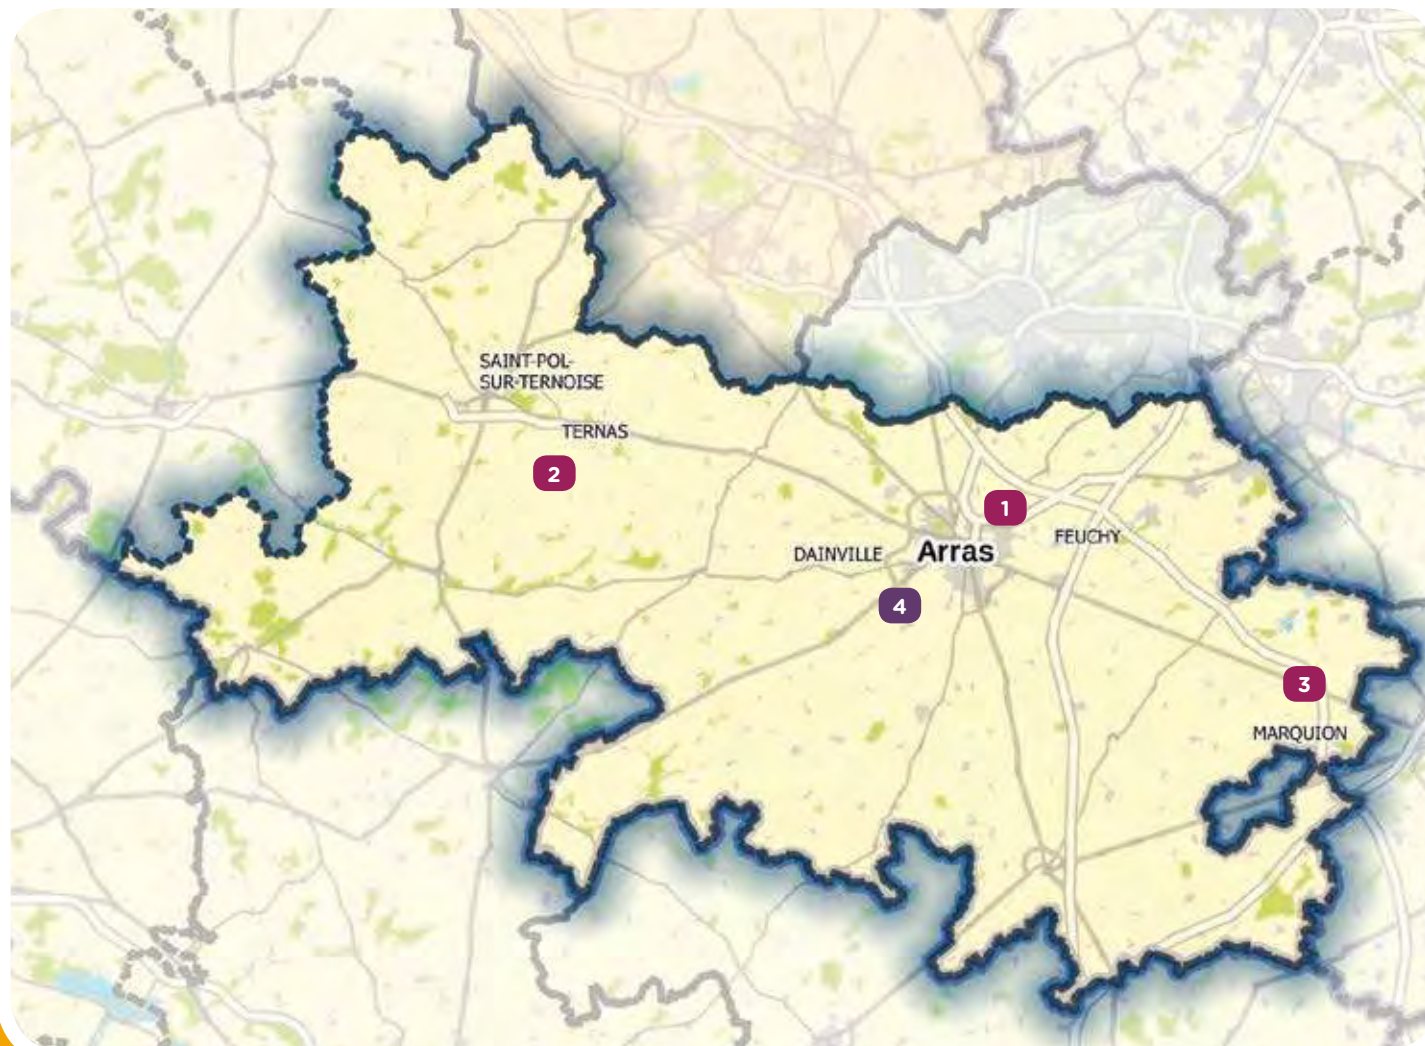 SAINT-POL-
SUR-TERNOISE
TERNAS
2
1
FEUCHY
DAINVILLE
Arras
4
3
MARQUION